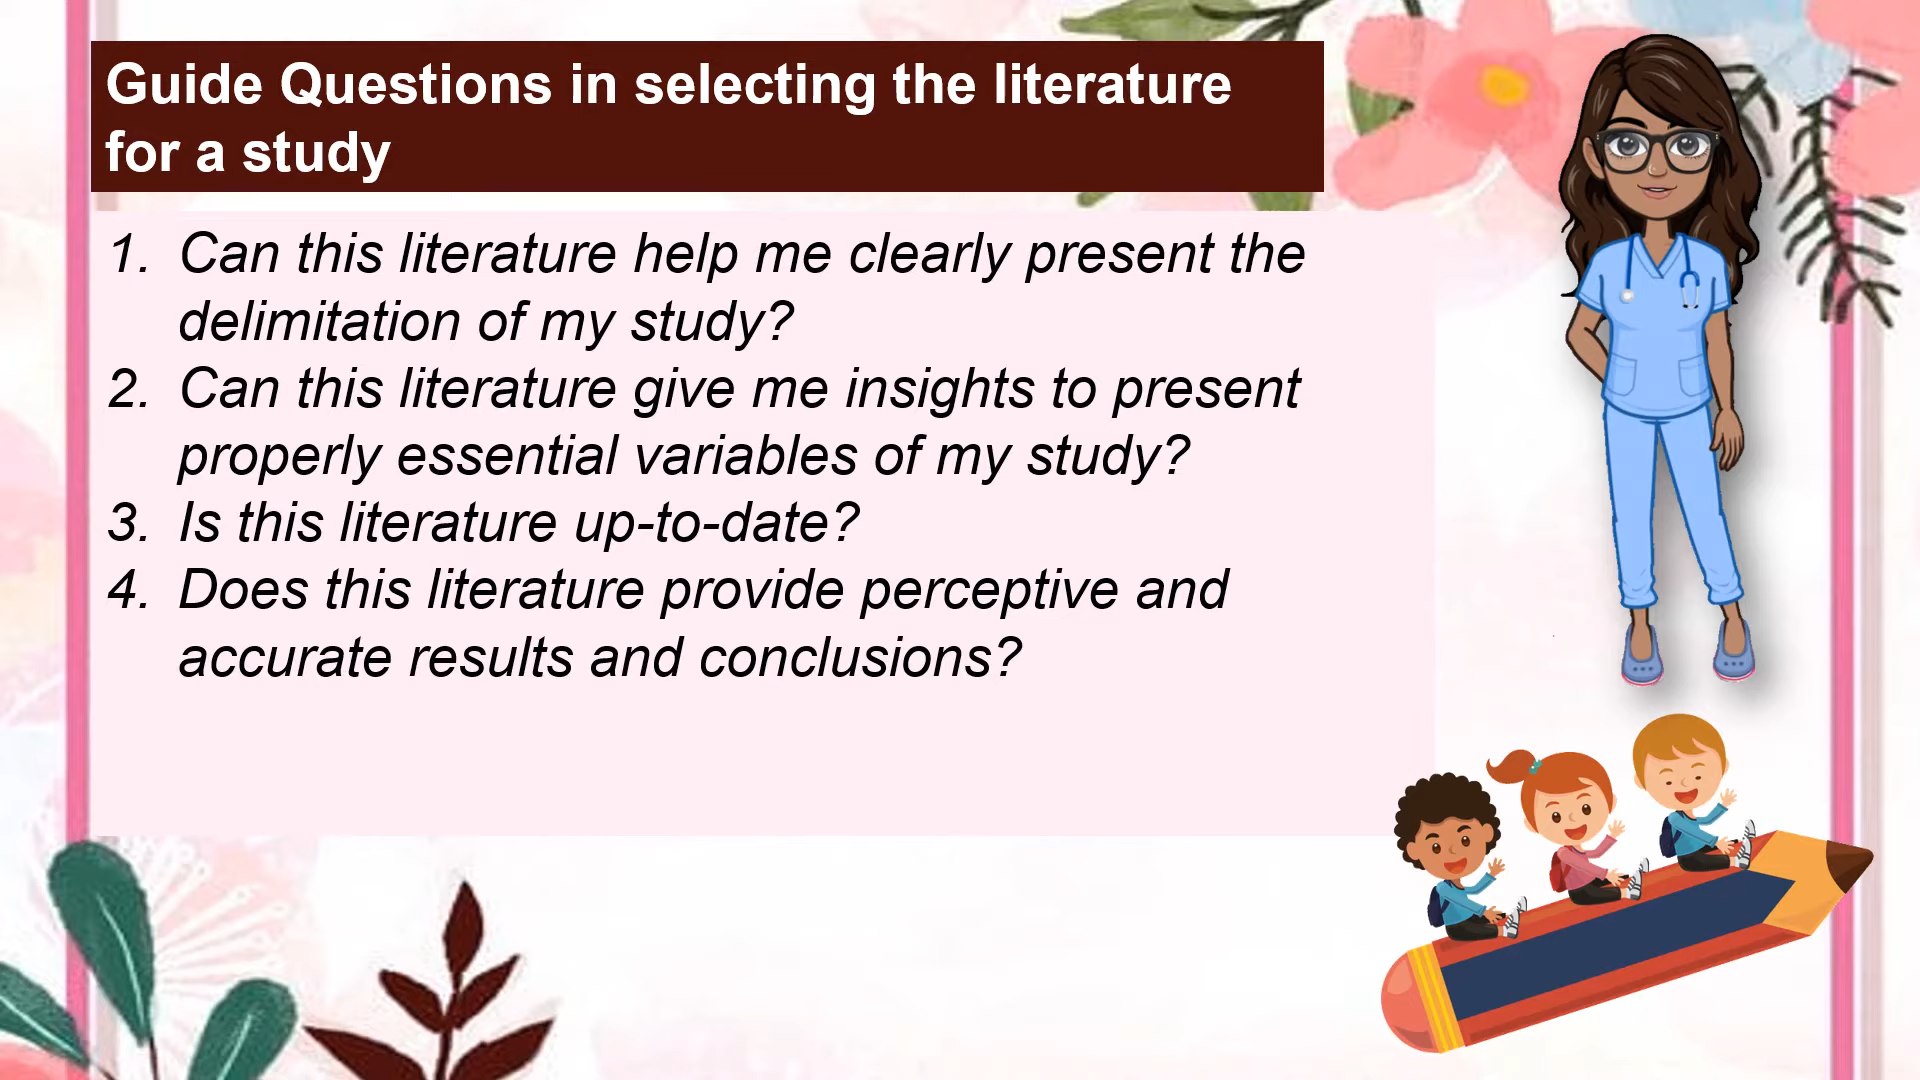 Guide Questions in selecting the literature
for a study
1. Can this literature help me clearly present the
delimitation of my study?
2. Can this literature give me insights to present
properly essential variables of my study?
3. Is this literature up-to-date?
4. Does this literature provide perceptive and
accurate results and conclusions?